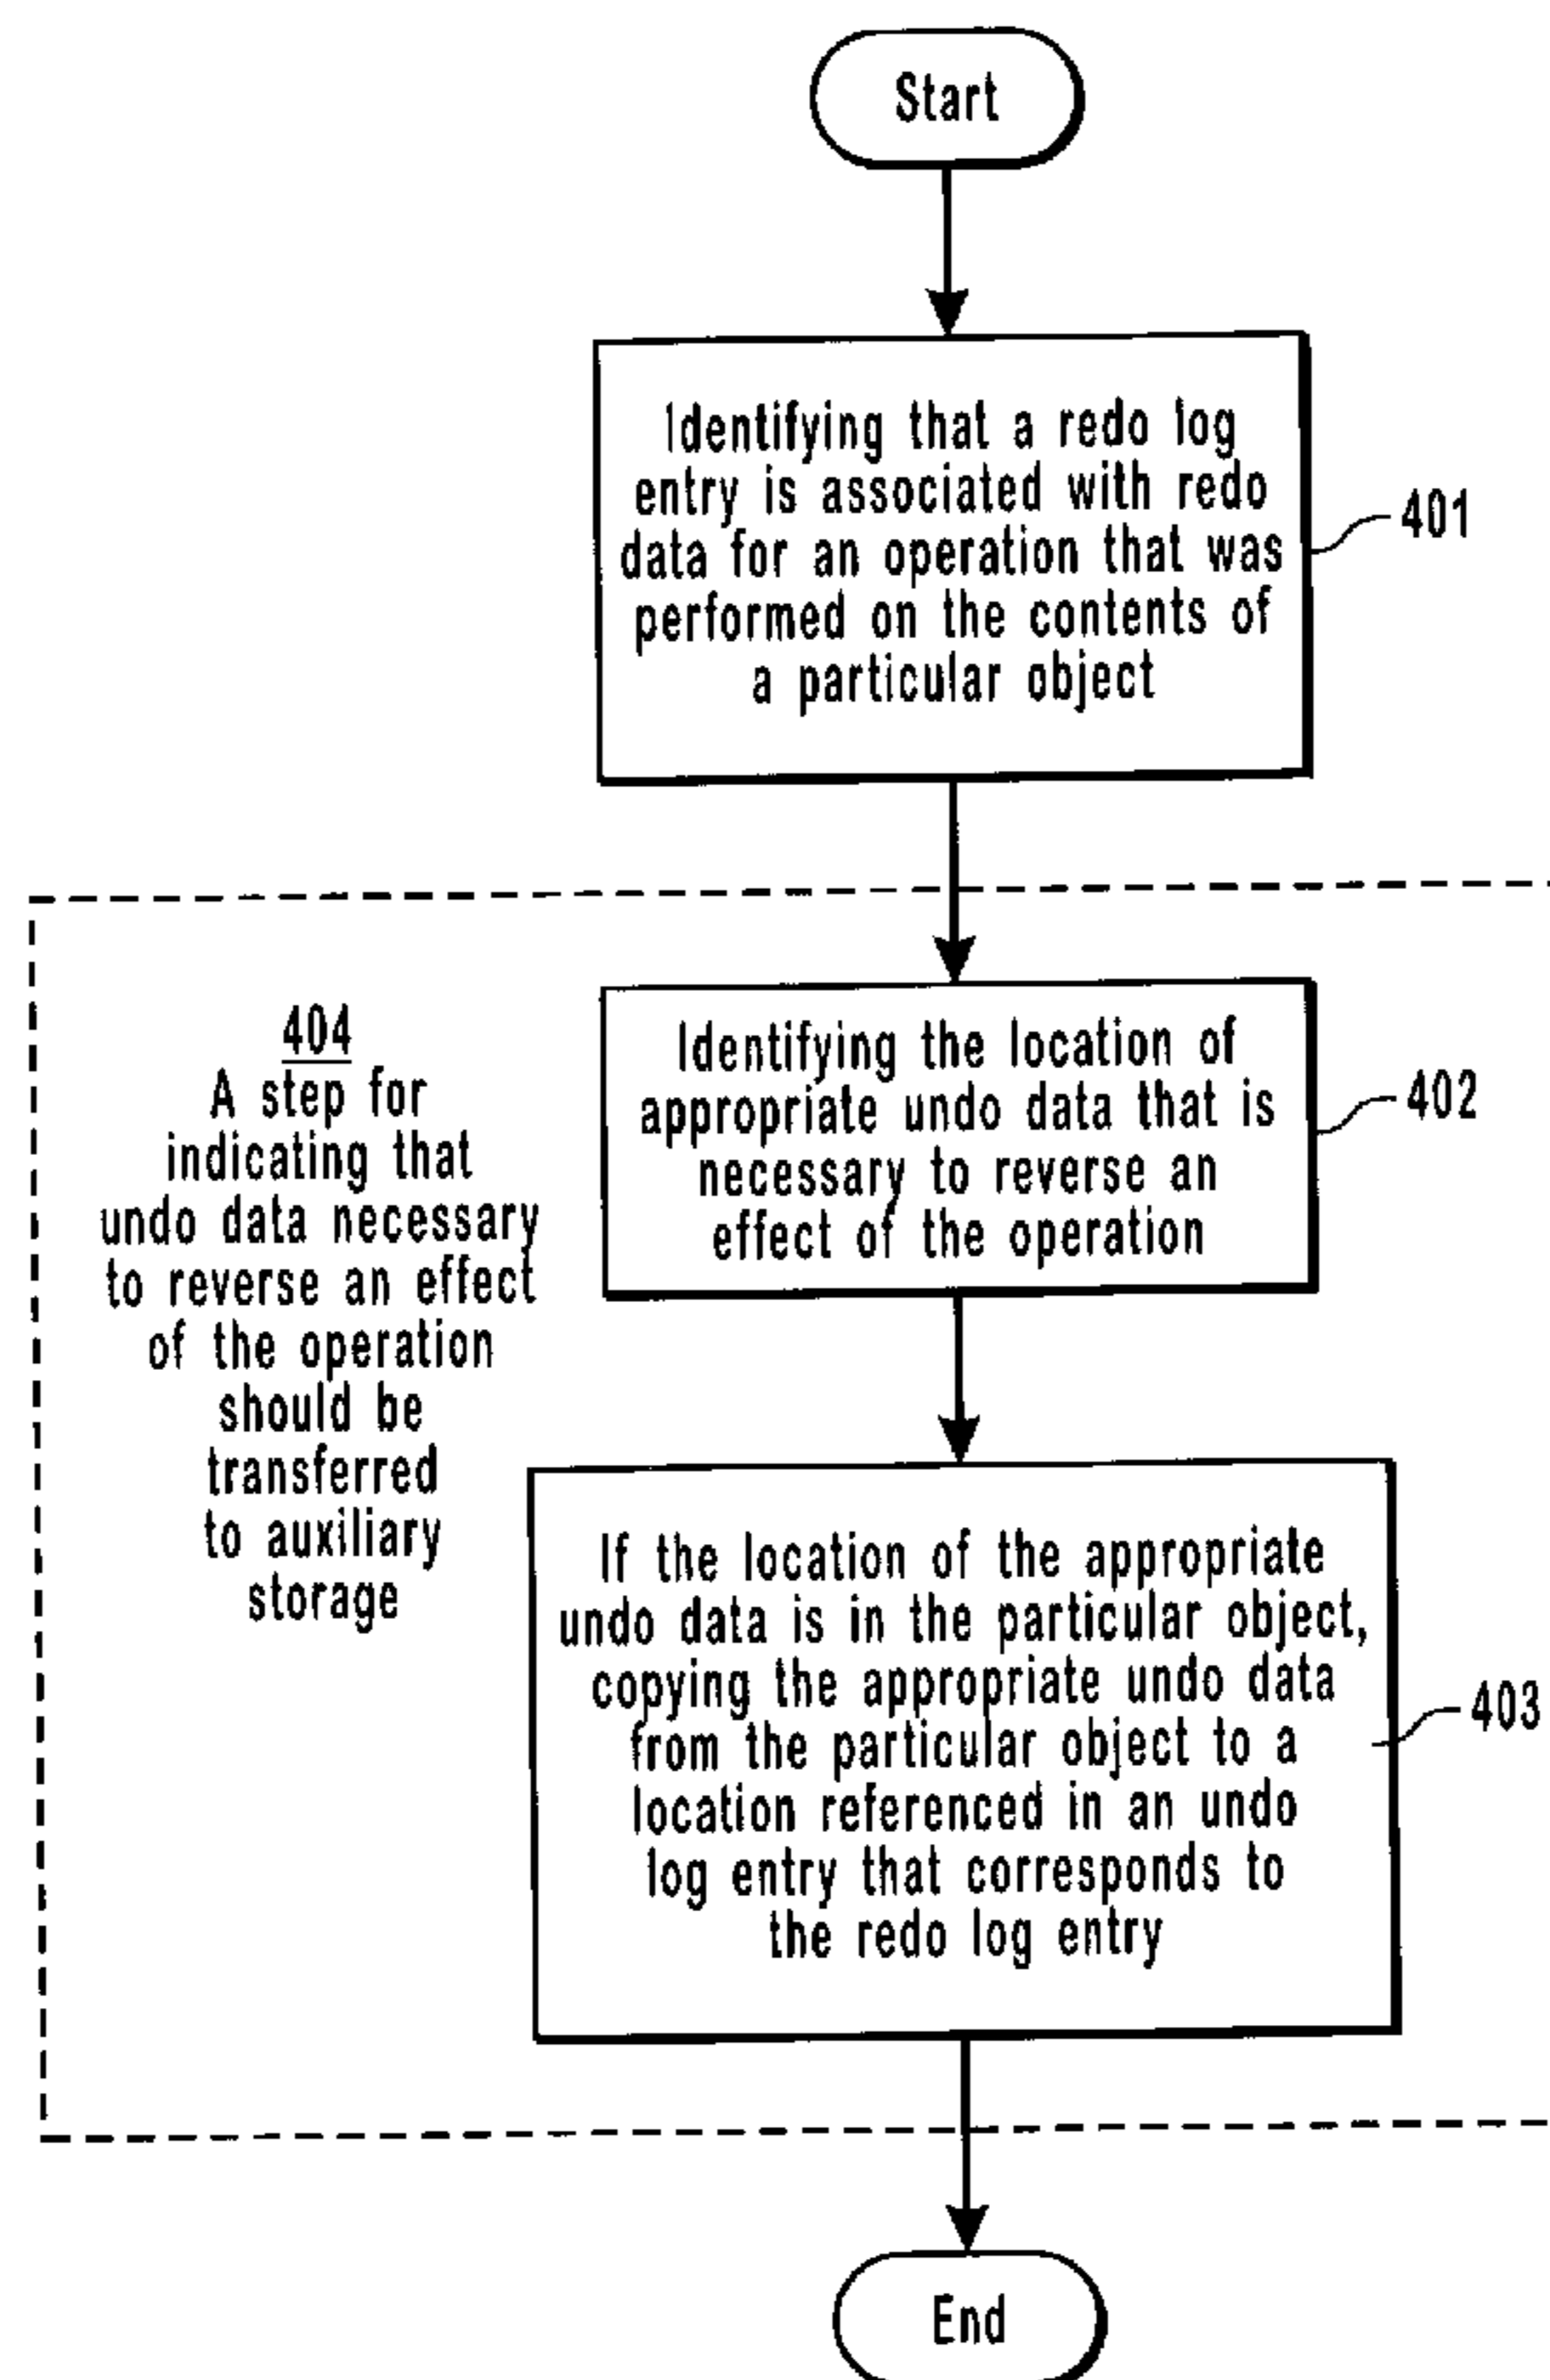 Start
Identifying that a redo log
entry is associated with redo
data for an operation that was
performed on the contents of
a particular object
401
404
A step for
indicating that
undo data necessary
to reverse an effect
of the operation
should be
transferred
to auxiliary
storage
Identifying the location of
appropriate undo data that is
necessary to reverse an
effect of the operation
402
If the location of the appropriate
undo data is in the particular object,
copying the appropriate undo data
from the particular object to a
location referenced in an undo
log entry that corresponds to
the redo log entry
403
End